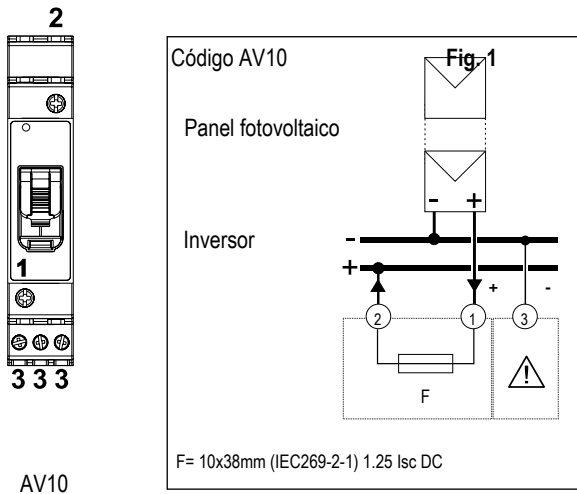 2
1
3 3 3
AV10
Código AV10
Fig. 1
Panel fotovoltaico
- +
Inversor
-
+
+ -
2 1 3
F
F= 10x38mm (IEC269-2-1) 1.25 Isc DC